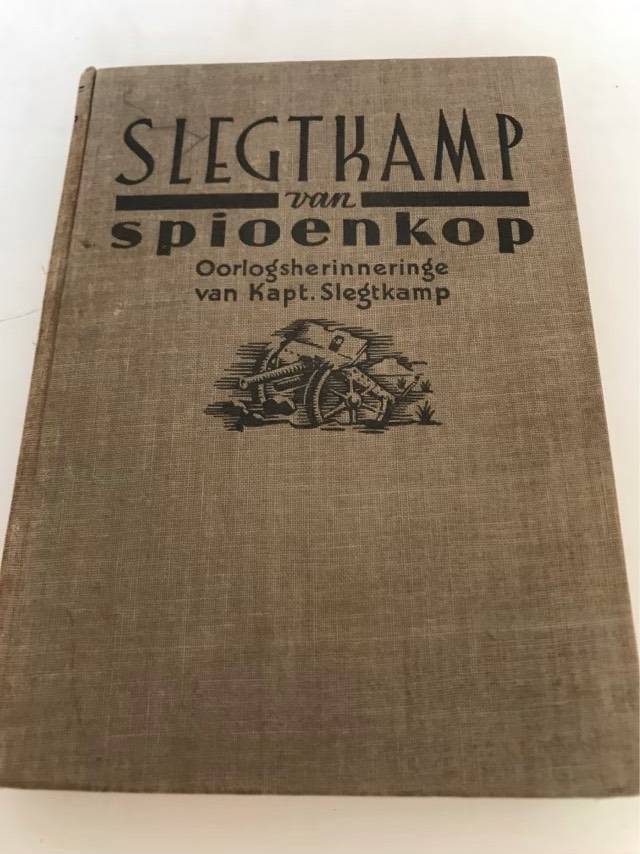 SLEGTKAMP
van
spioenkop
Oorlogsherinneringe
van Kapt. Slegtkamp